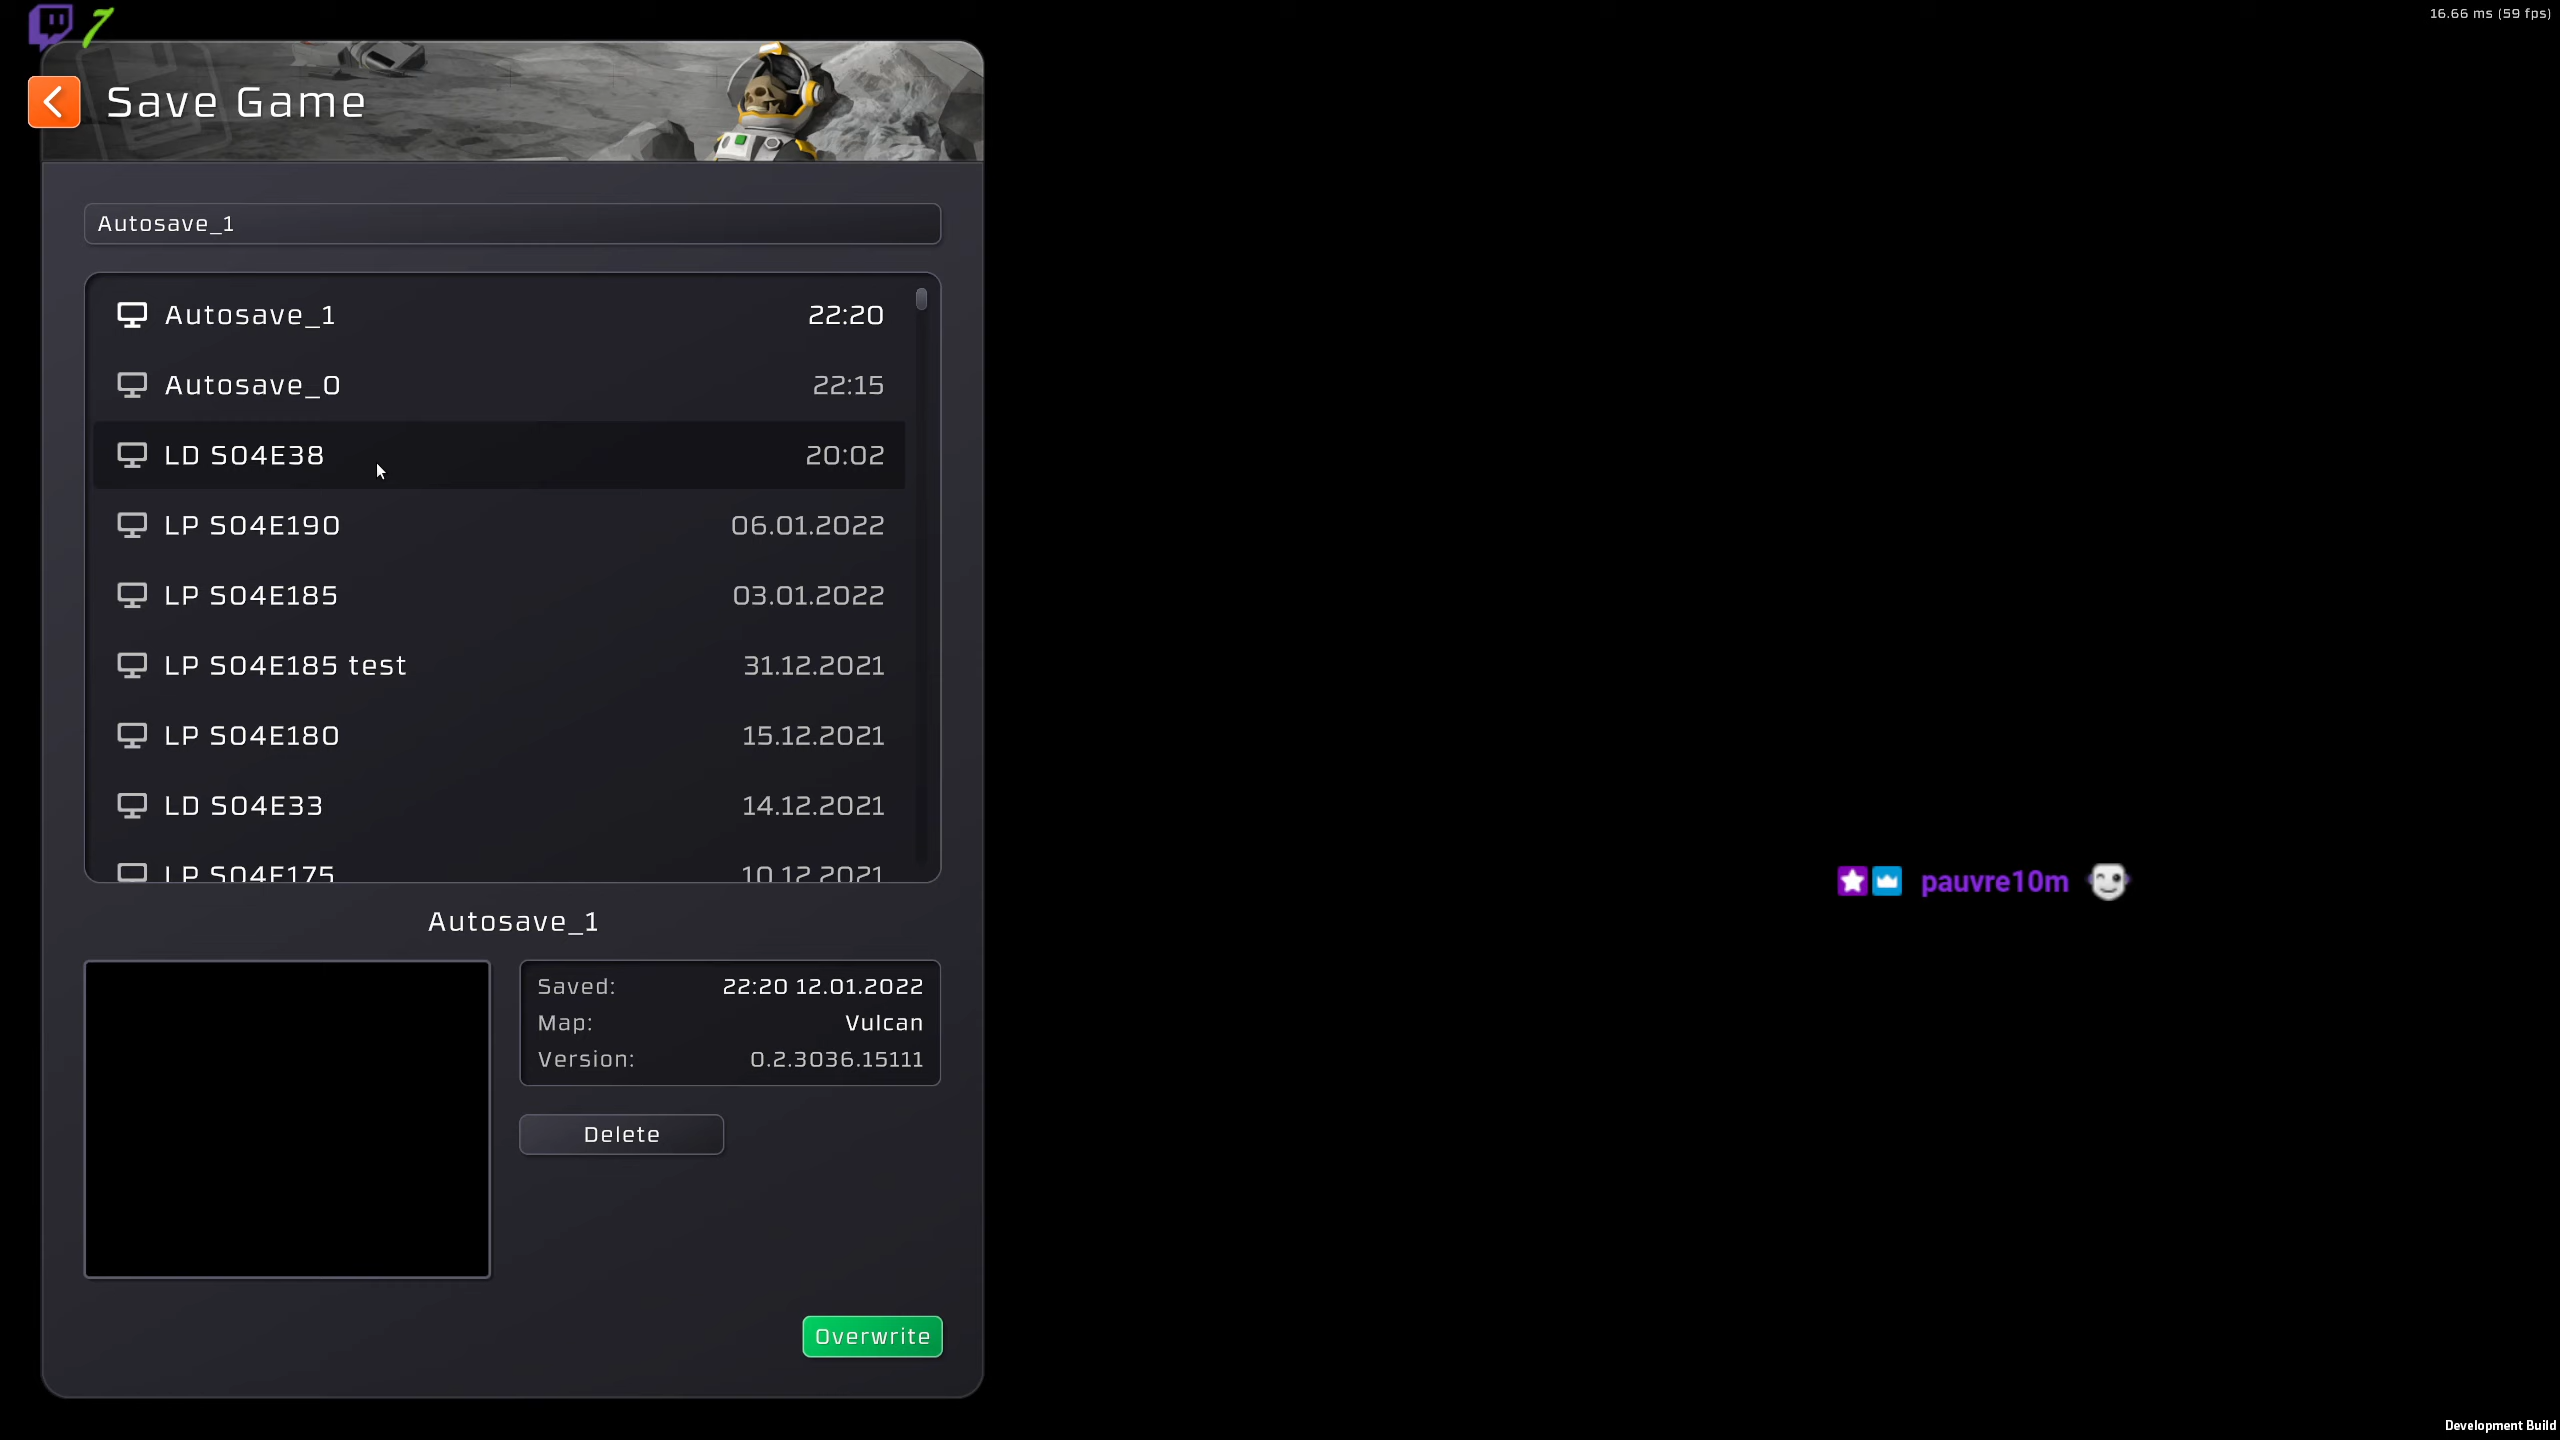 7
16.66 ms (59 fps)
Save Game
Autosave_1
Autosave_1 22:20
Autosave_0 22:15
LD S04E38 20:02
LP S04E190 06.01.2022
LP S04E185 03.01.2022
LP S04E185 test 31.12.2021
LP S04E180 15.12.2021
LD S04E33 14.12.2021
LP S04E175 10.12.2021
pauvre10m
Autosave_1
Saved: 22:20 12.01.2022
Map: Vulcan
Version: 0.2.3036.15111
Delete
Overwrite
Development Build